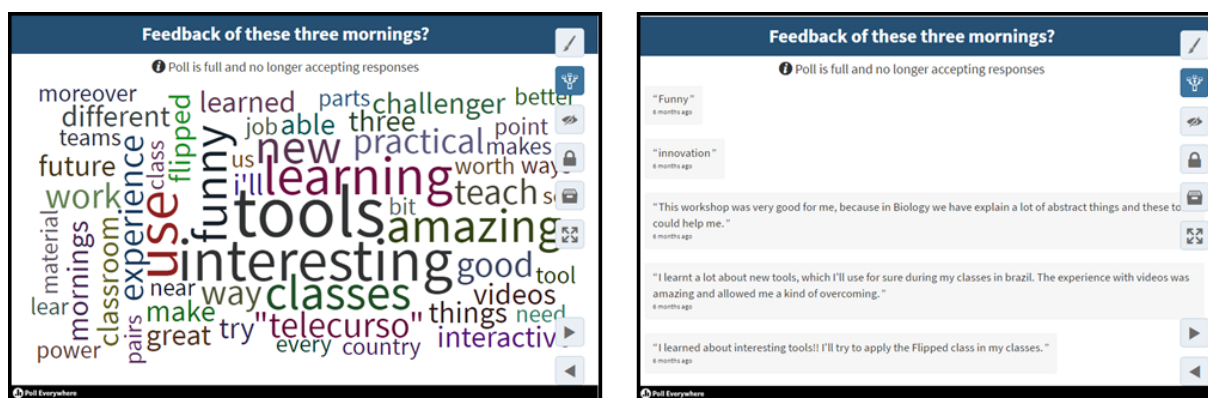 Feedback of these three mornings?
Poll is full and no longer accepting responses
moreover
learned
parts
challenger
better
different
flipped
job
able
three
point
teams
us
new
practical
makes
future
experience
class
funny
i'll
learning
worth
ways
work
use
tools
bit
teach
material
mornings
classroom
amazing
interesting
good
tool
near
way
classes
videos
lear
make
"telecurso"
things
need
pairs
great
try
every
country
interactive
power
Poll Everywhere
Feedback of these three mornings?
Poll is full and no longer accepting responses
"Funny"
6 months ago
"innovation"
6 months ago
"This workshop was very good for me, because in Biology we have explain a lot of abstract things and these
could help me."
6 months ago
"I learnt a lot about new tools, which I'll use for sure during my classes in brazil. The experience with videos was
amazing and allowed me a kind of overcoming."
6 months ago
"I learned about interesting tools!! I'll try to apply the Flipped class in my classes."
6 months ago
Poll Everywhere